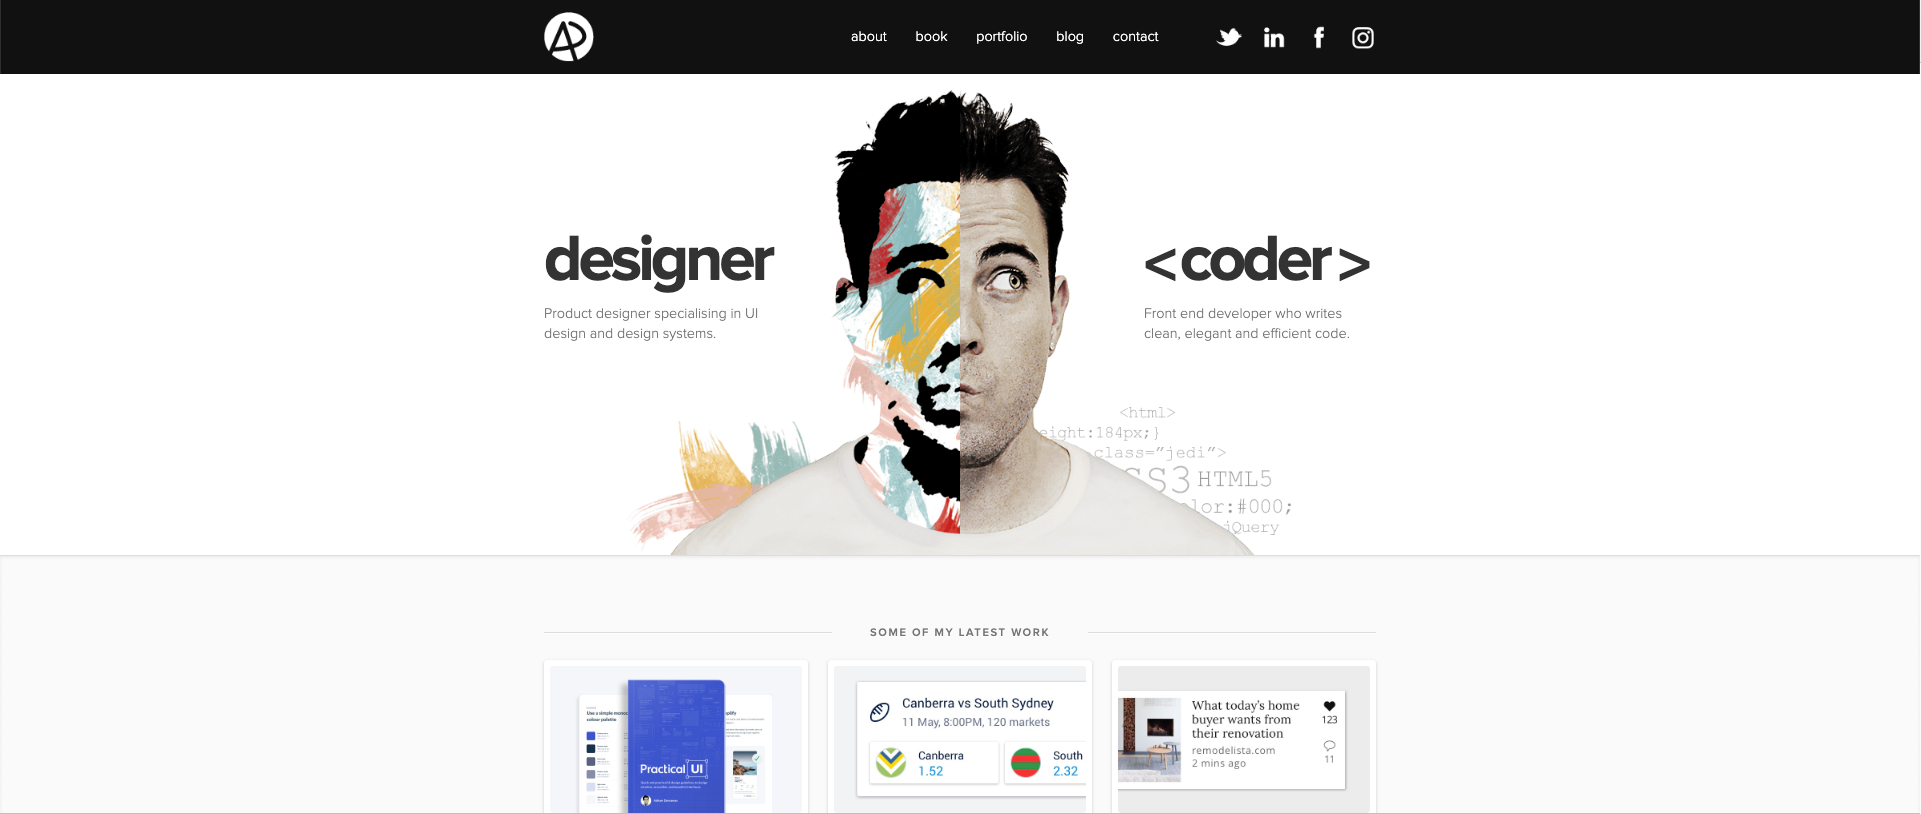 AP
about book portfolio blog contact
designer
Product designer specialising in UI
design and design systems.
<coder>
Front end developer who writes
clean, elegant and efficient code.
<html>
eight:184px;}
class="jedi">
SS3 HTML5
lor:#000;
jQuery
SOME OF MY LATEST WORK
Use a simple
colour palette.
Practical UI
Canberra vs South Sydney
11 May, 8:00PM, 120 markets
Canberra
1.52
South
2.32
What today's home
buyer wants from
their renovation
remodelista.com
2 mins ago
123
11